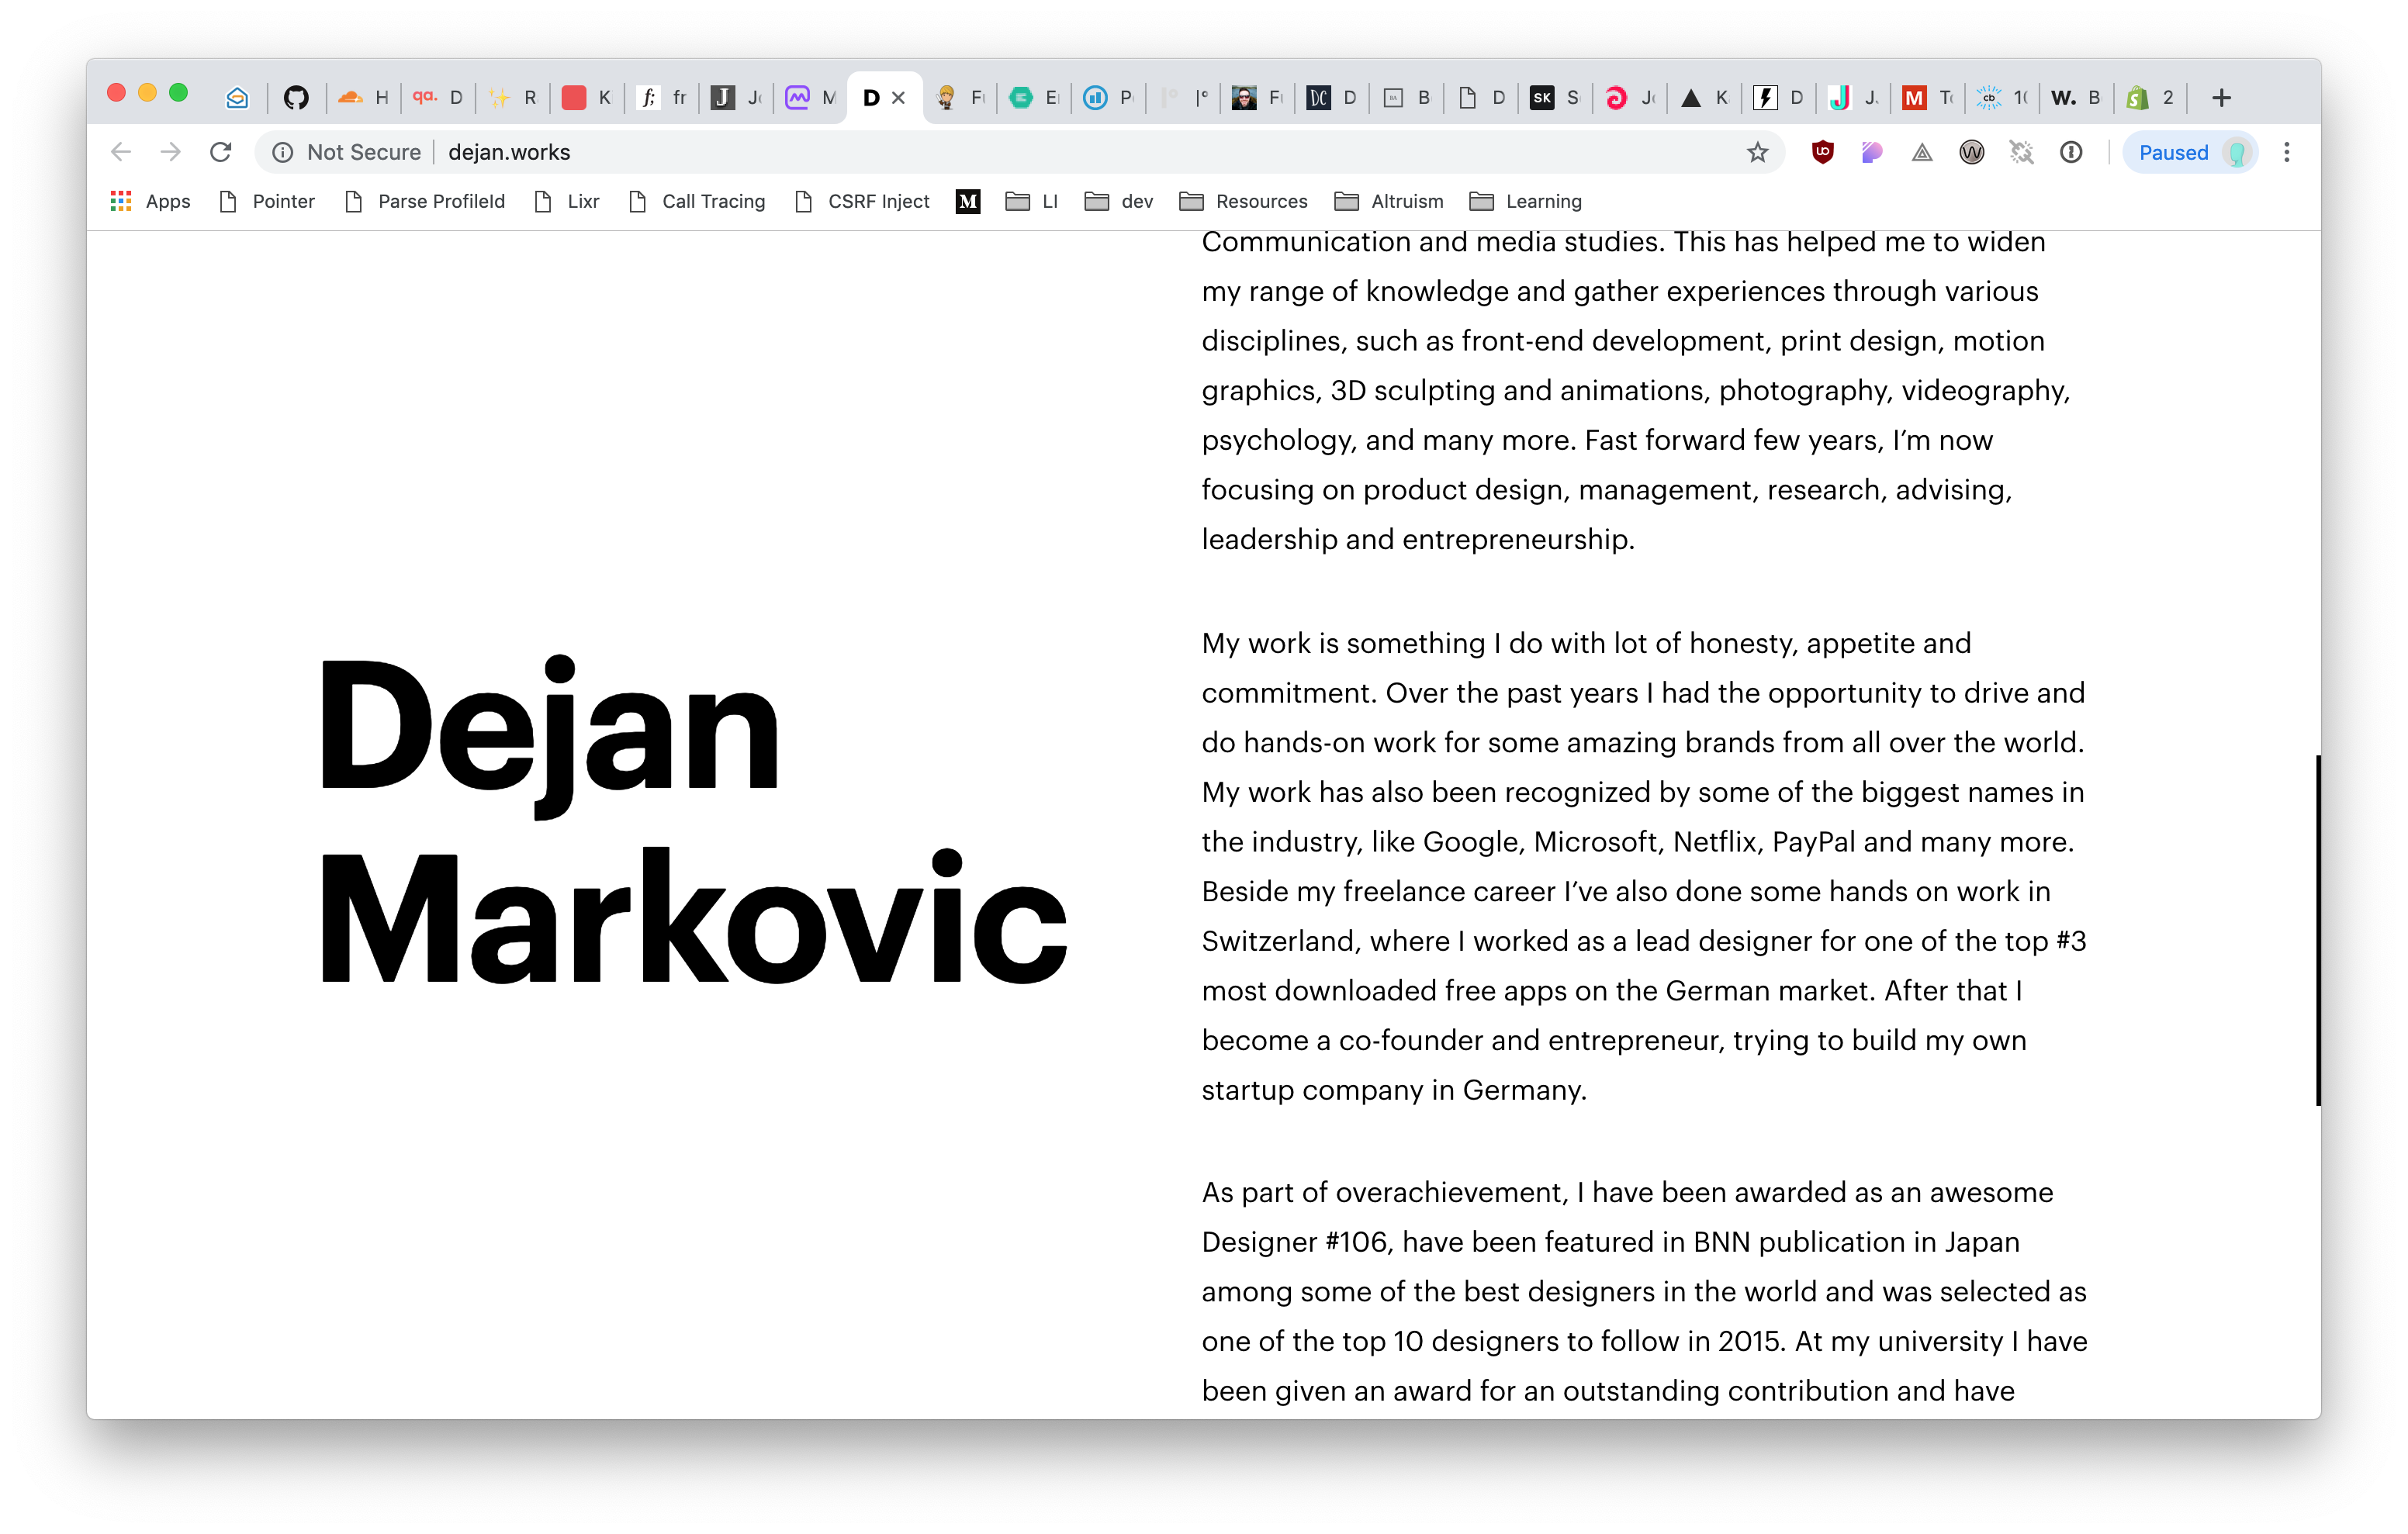 H
qa. D
R
K
f; fr
J
M
D
F
E
P
DC D
BA B
D
SK S
K
D
J
M T
cb
W. B
2
Not Secure dejan.works
Paused
Apps Pointer Parse ProfileId Lixr Call Tracing CSRF Inject M LI dev Resources Altruism Learning
Communication and media studies. This has helped me to widen
my range of knowledge and gather experiences through various
disciplines, such as front-end development, print design, motion
graphics, 3D sculpting and animations, photography, videography,
psychology, and many more. Fast forward few years, I’m now
focusing on product design, management, research, advising,
leadership and entrepreneurship.
Dejan
Markovic
My work is something I do with lot of honesty, appetite and
commitment. Over the past years I had the opportunity to drive and
do hands-on work for some amazing brands from all over the world.
My work has also been recognized by some of the biggest names in
the industry, like Google, Microsoft, Netflix, PayPal and many more.
Beside my freelance career I’ve also done some hands on work in
Switzerland, where I worked as a lead designer for one of the top #3
most downloaded free apps on the German market. After that I
become a co-founder and entrepreneur, trying to build my own
startup company in Germany.
As part of overachievement, I have been awarded as an awesome
Designer #106, have been featured in BNN publication in Japan
among some of the best designers in the world and was selected as
one of the top 10 designers to follow in 2015. At my university I have
been given an award for an outstanding contribution and have